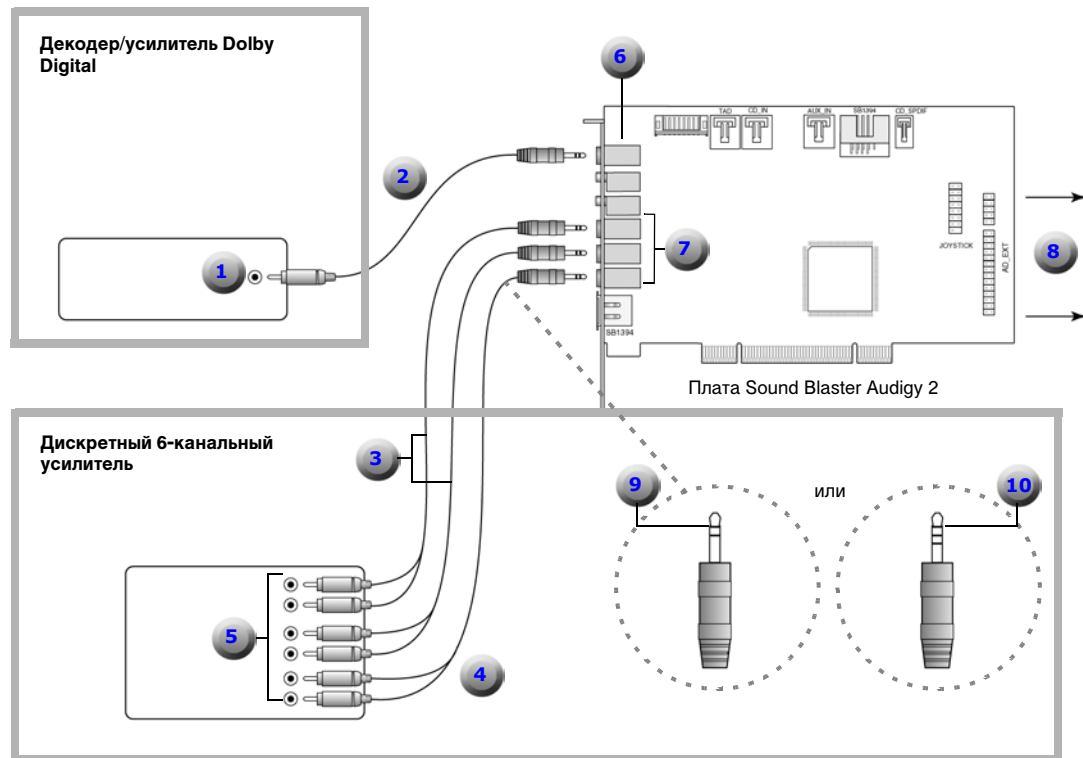 Декодер/усилитель Dolby
Digital
6
TAD
CD_IN
AUX_IN
SB1394
CD_SPDIF
2
1
7
JOYSTICK
AD_EXT
8
SB1394
Плата Sound Blaster Audigy 2
Дискретный 6-канальный
усилитель
3
9
или
10
5
4